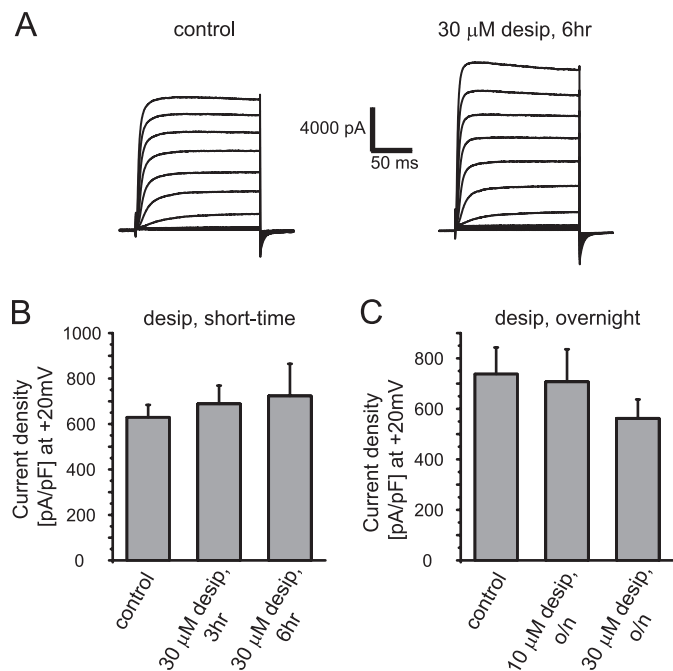 A
control
30 μM desip, 6hr
4000 pA
50 ms
B
desip, short-time
Current density
[pA/pF] at +20mV
1000
800
600
400
200
0
control
30 μM desip,
3hr
30 μM desip,
6hr
C
desip, overnight
Current density
[pA/pF] at +20mV
800
600
400
200
0
control
10 μM desip,
o/n
30 μM desip,
o/n